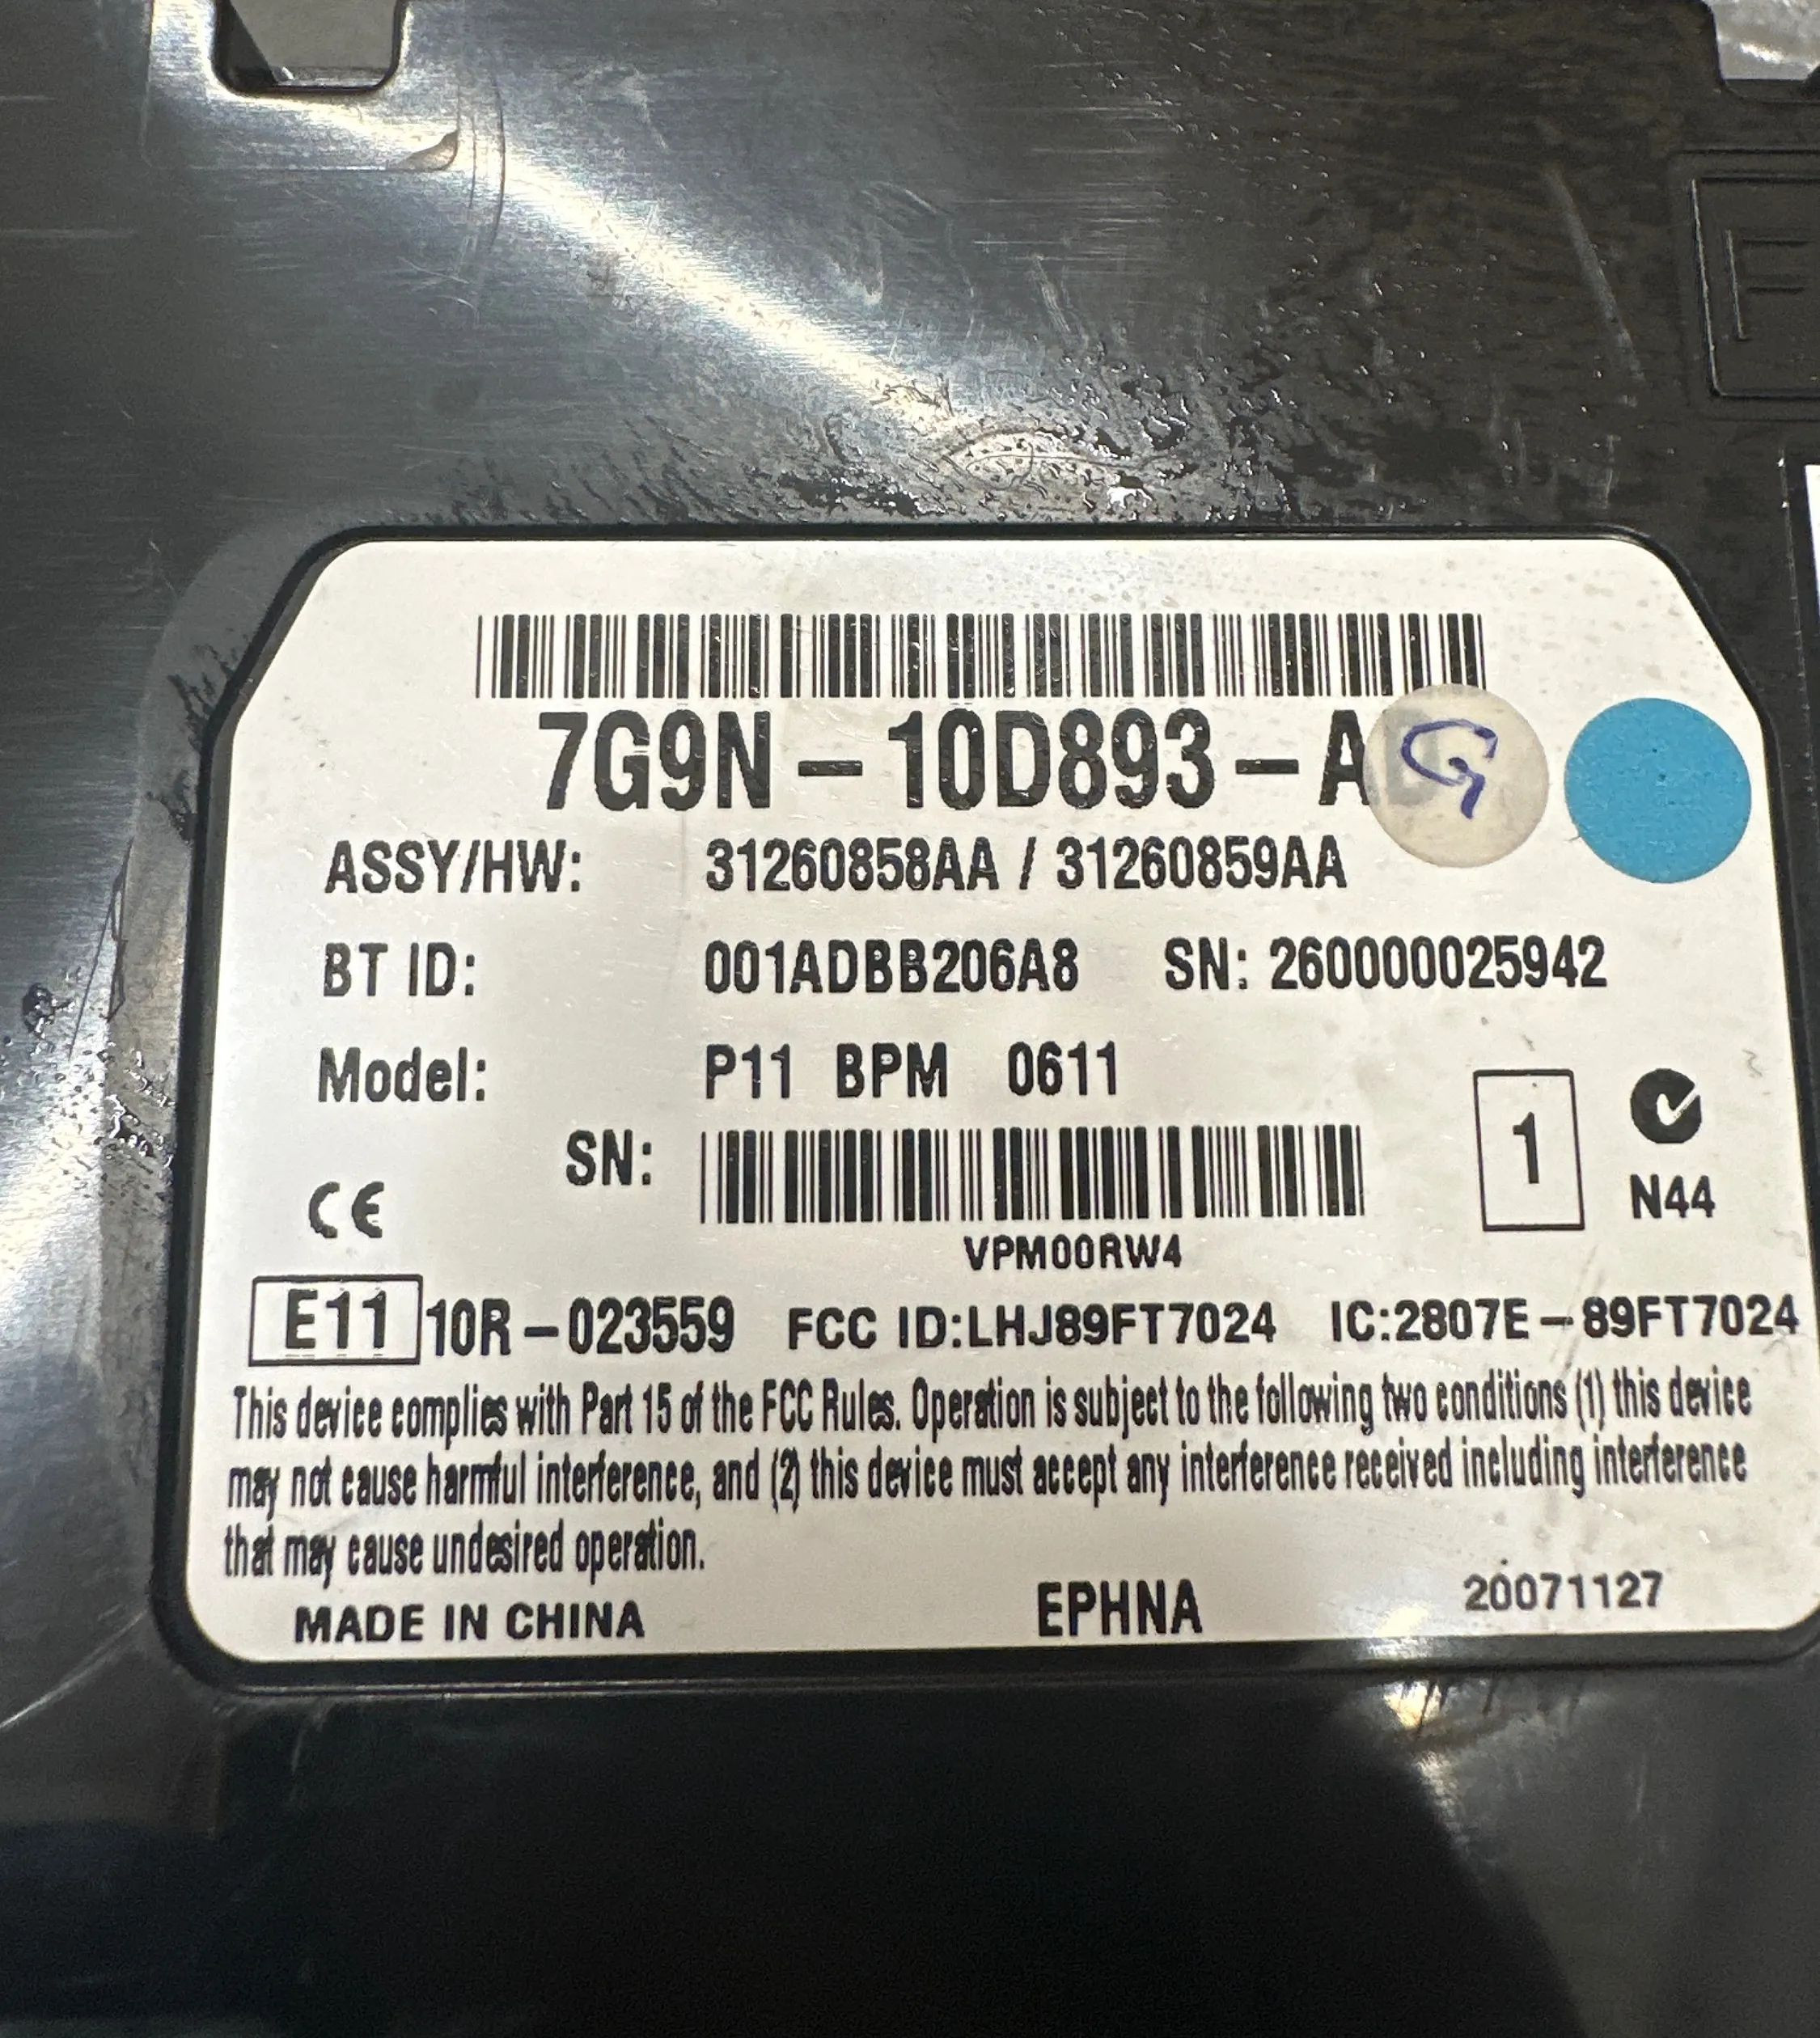 7G9N-10D893-A
G
ASSY/HW: 31260858AA / 31260859AA
BT ID: 001ADBB206A8 SN: 260000025942
Model: P11 BPM 0611
SN:
1
N44
CE
VPM00RW4
E11 10R-023559 FCC ID:LHJ89FT7024 IC:2807E-89FT7024
This device complies with Part 15 of the FCC Rules. Operation is subject to the following two conditions (1) this device
may not cause harmful interference, and (2) this device must accept any interference received including interference
that may cause undesired operation.
MADE IN CHINA EPHNA 20071127